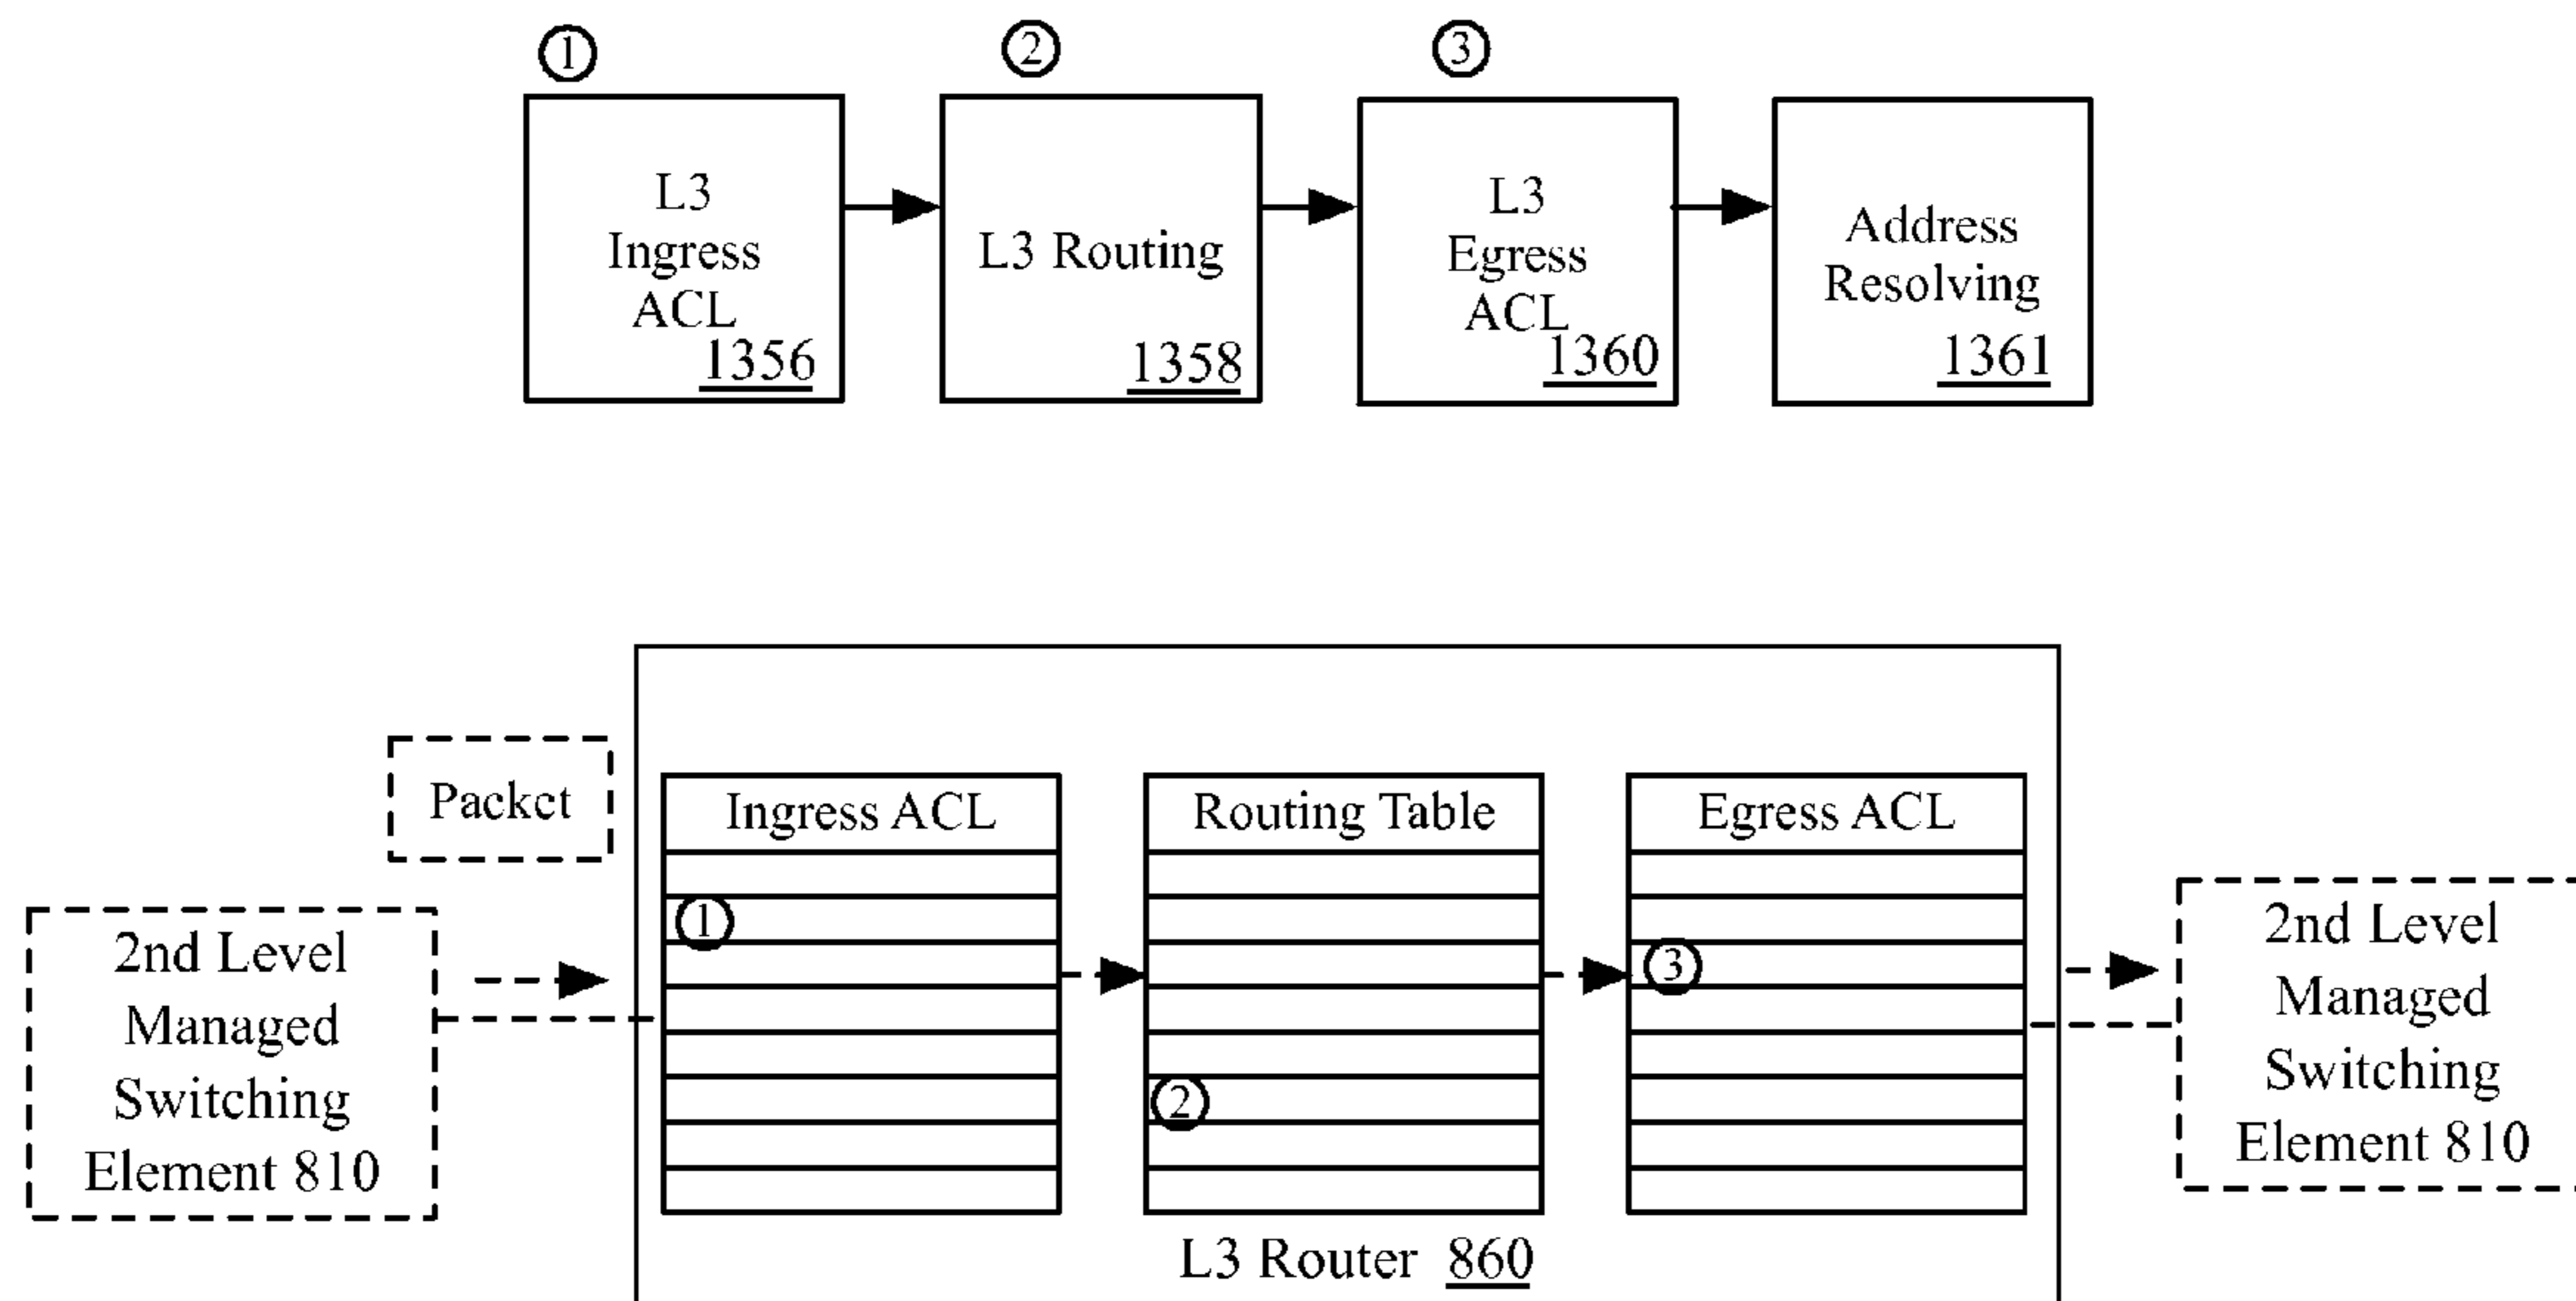 1
2
3
L3
Ingress
ACL
1356
L3 Routing
1358
L3
Egress
ACL
1360
Address
Resolving
1361
Packet
2nd Level
Managed
Switching
Element 810
Ingress ACL
1
Routing Table
2
Egress ACL
3
L3 Router 860
2nd Level
Managed
Switching
Element 810